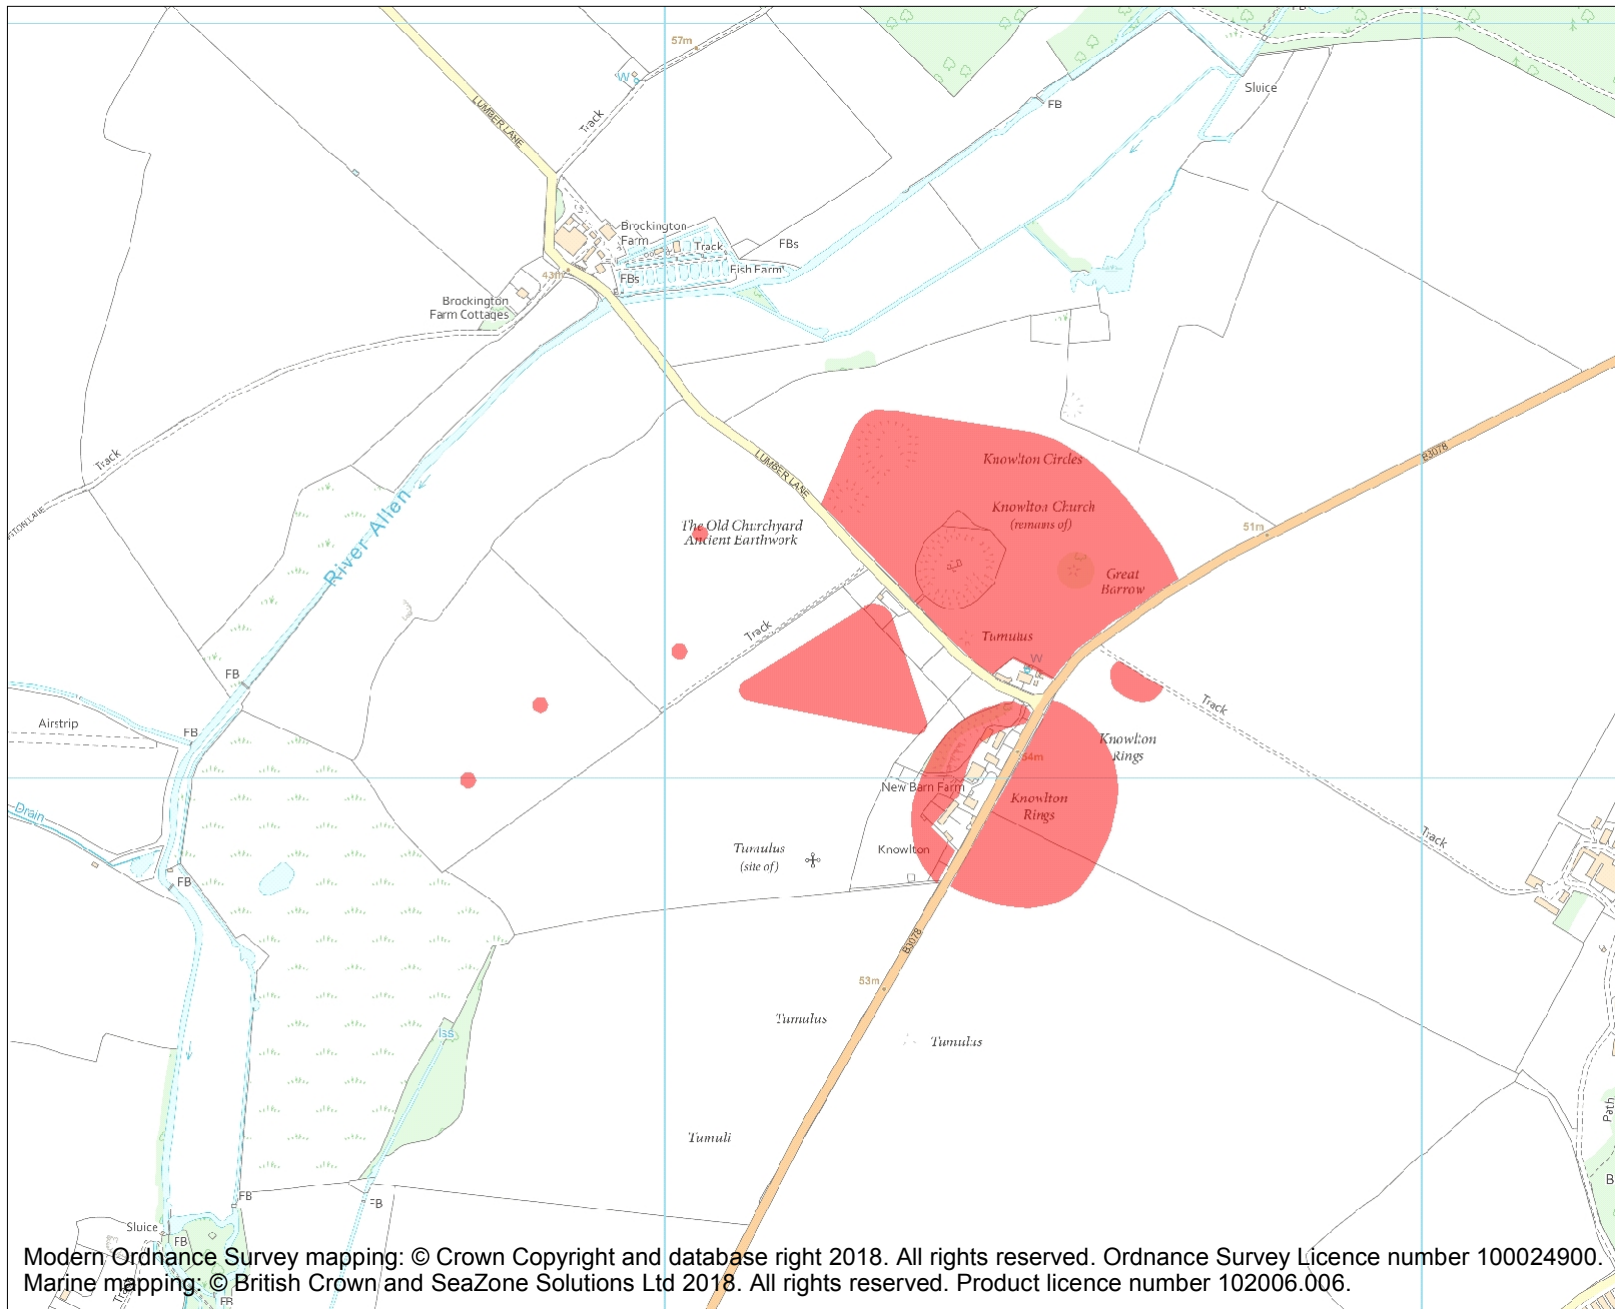 57m
W
FB
FB
Sluice
LUMBER LANE
Track
Brockington
Farm
Track
FBs
Fish Farm
FBs
43m
Brockington
Farm Cottages
Track
LUMBER LANE
B3078
Knowlton Circles
Knowlton Church
(remains of)
The Old Churchyard
Ancient Earthwork
51m
River Allen
Great
Barrow
Track
Tumulus
W
FB
Track
Airstrip
FB
Knowlton
Rings
54m
New Barn Farm
Knowlton
Rings
Drain
Tumulus
(site of)
Knowlton
Track
FB
B3078
53m
Tumulus
Tumulus
Iss
Path
Tumuli
B
FB
FB
Sluice
FB
Track
FB
Modern Ordnance Survey mapping: © Crown Copyright and database right 2018. All rights reserved. Ordnance Survey Licence number 100024900.
Marine mapping: © British Crown and SeaZone Solutions Ltd 2018. All rights reserved. Product licence number 102006.006.